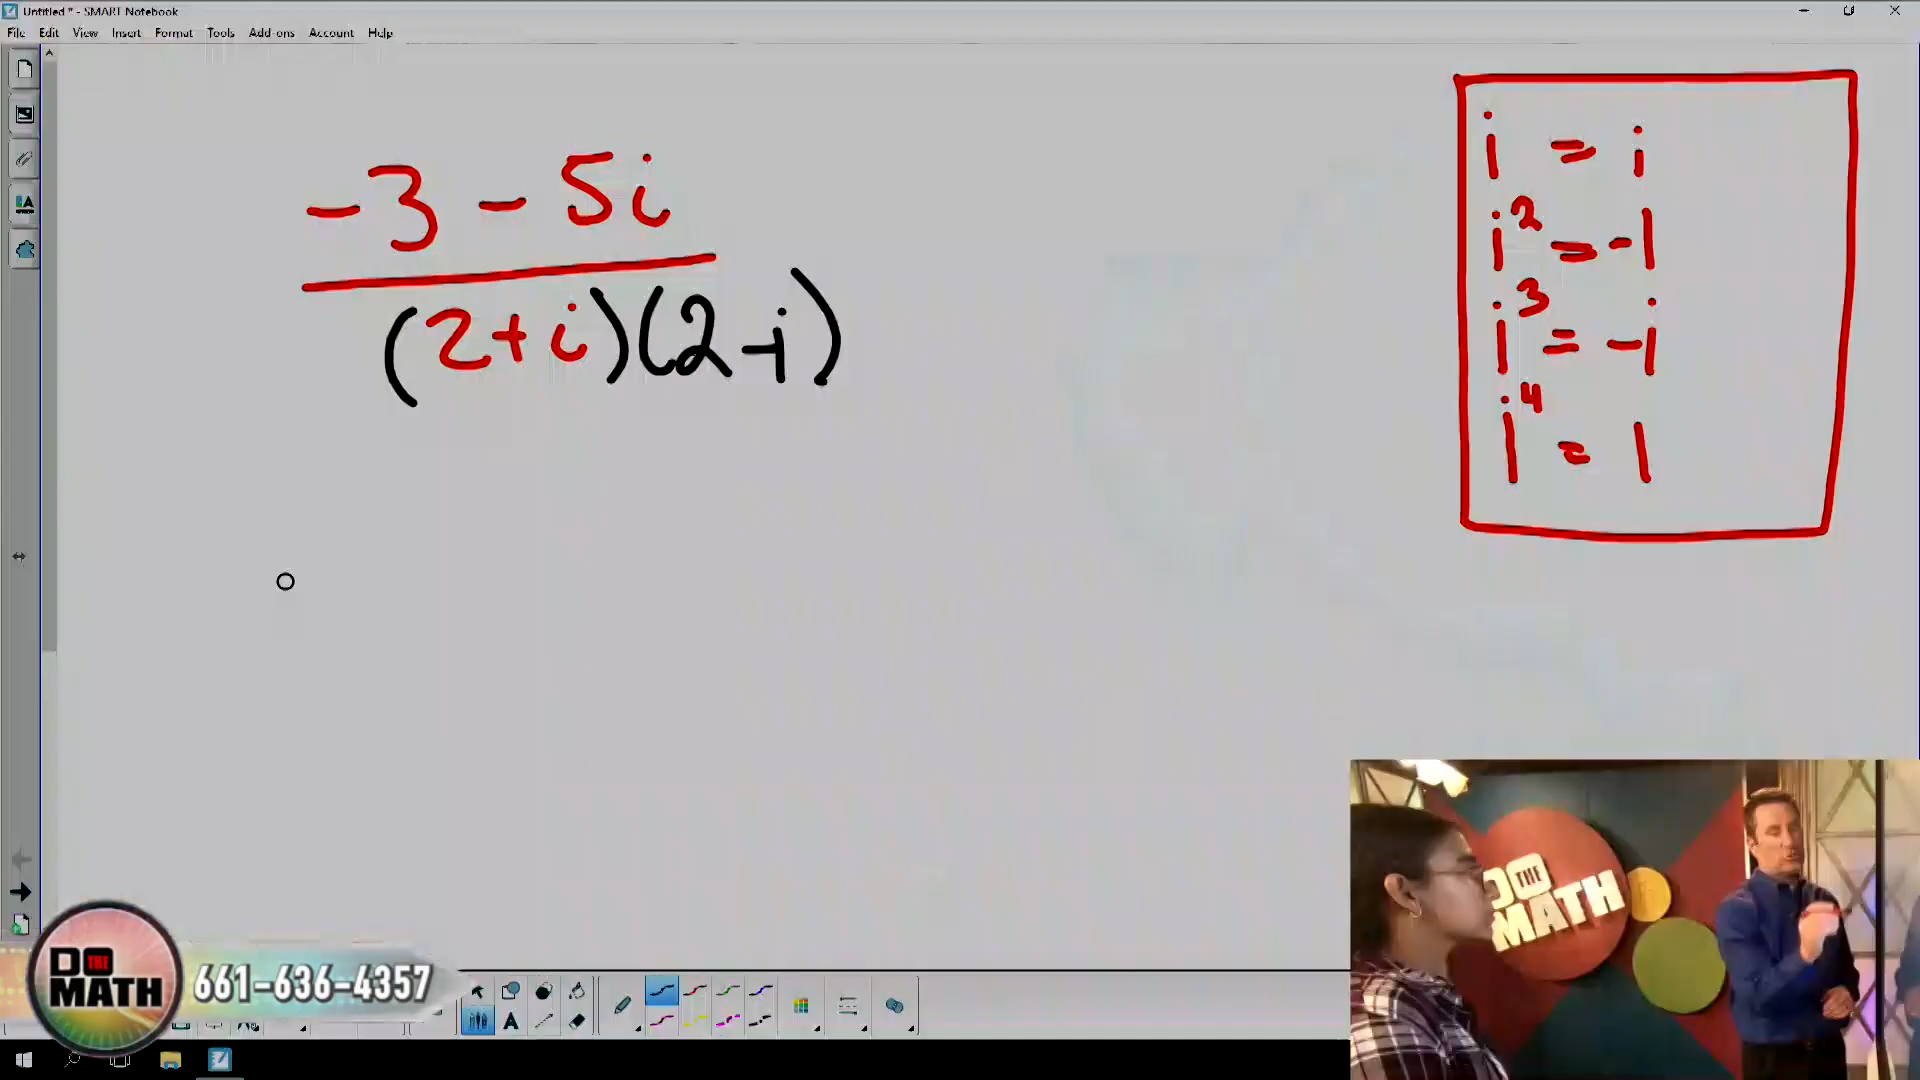 Untitled * - SMART Notebook
File Edit View Insert Format Tools Add-ons Account Help
-3 - 5i
(2+i)(2-i)
i = i
i² = -1
i³ = -i
i⁴ = 1
DO THE MATH
DO THE MATH 661-636-4357